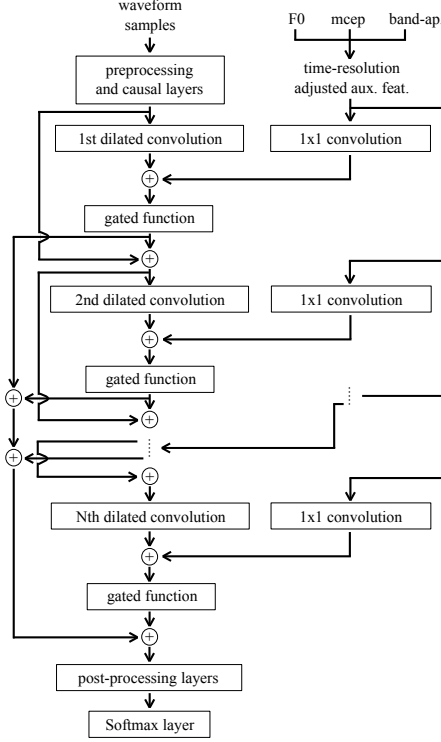 waveform
samples
F0 mcep band-ap.
preprocessing
and causal layers
time-resolution
adjusted aux. feat.
1st dilated convolution
1x1 convolution
gated function
2nd dilated convolution
1x1 convolution
gated function
Nth dilated convolution
1x1 convolution
gated function
post-processing layers
Softmax layer